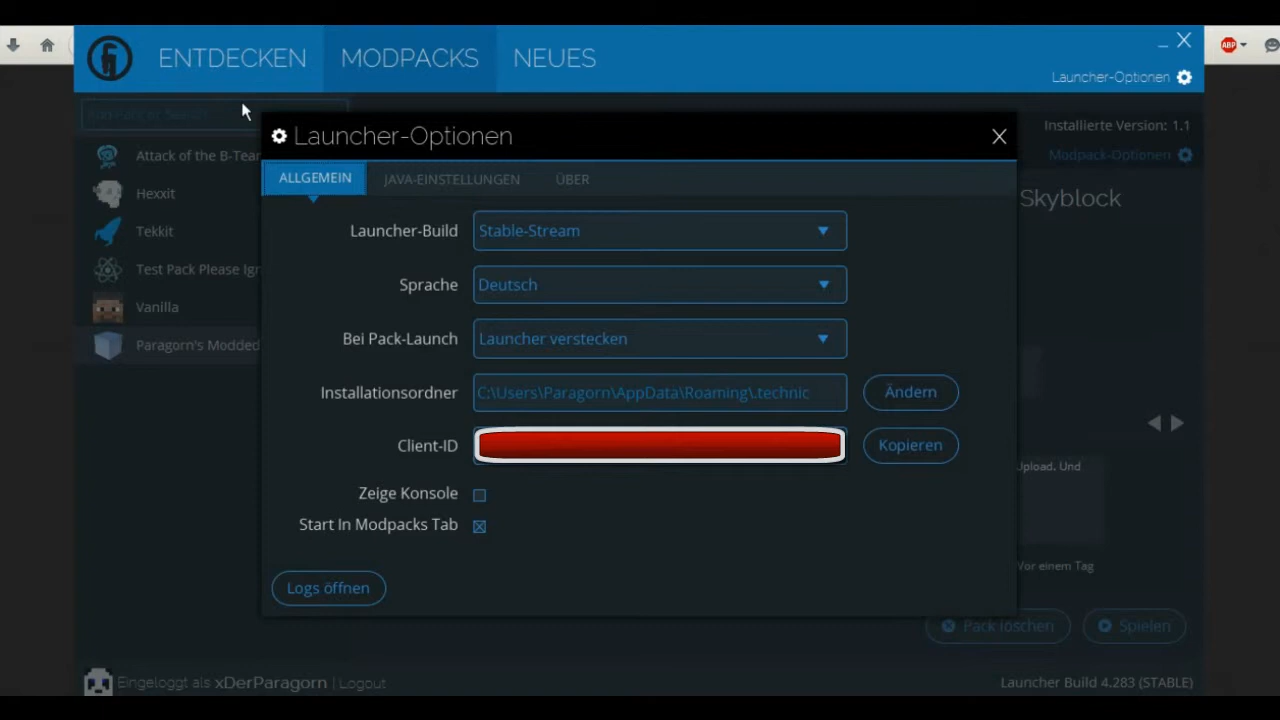 ENTDECKEN MODPACKS NEUES
Launcher-Optionen
ABP
Installierte Version: 1.1
Modpack-Optionen
Attack of the B-Tear
Hexxit
Tekkit
Test Pack Please Ign
Vanilla
Paragorn's Modded
Skyblock
Launcher-Optionen
ALLGEMEIN JAVA-EINSTELLUNGEN ÜBER
Launcher-Build Stable-Stream
Sprache Deutsch
Bei Pack-Launch Launcher verstecken
Installationsordner C:\Users\Paragorn\AppData\Roaming\.technic Ändern
Client-ID Kopieren
Zeige Konsole
Start In Modpacks Tab
Logs öffnen
Upload. Und
Vor einem Tag
Pack löschen Spielen
Eingeloggt als xDerParagorn | Logout
Launcher Build 4.283 (STABLE)